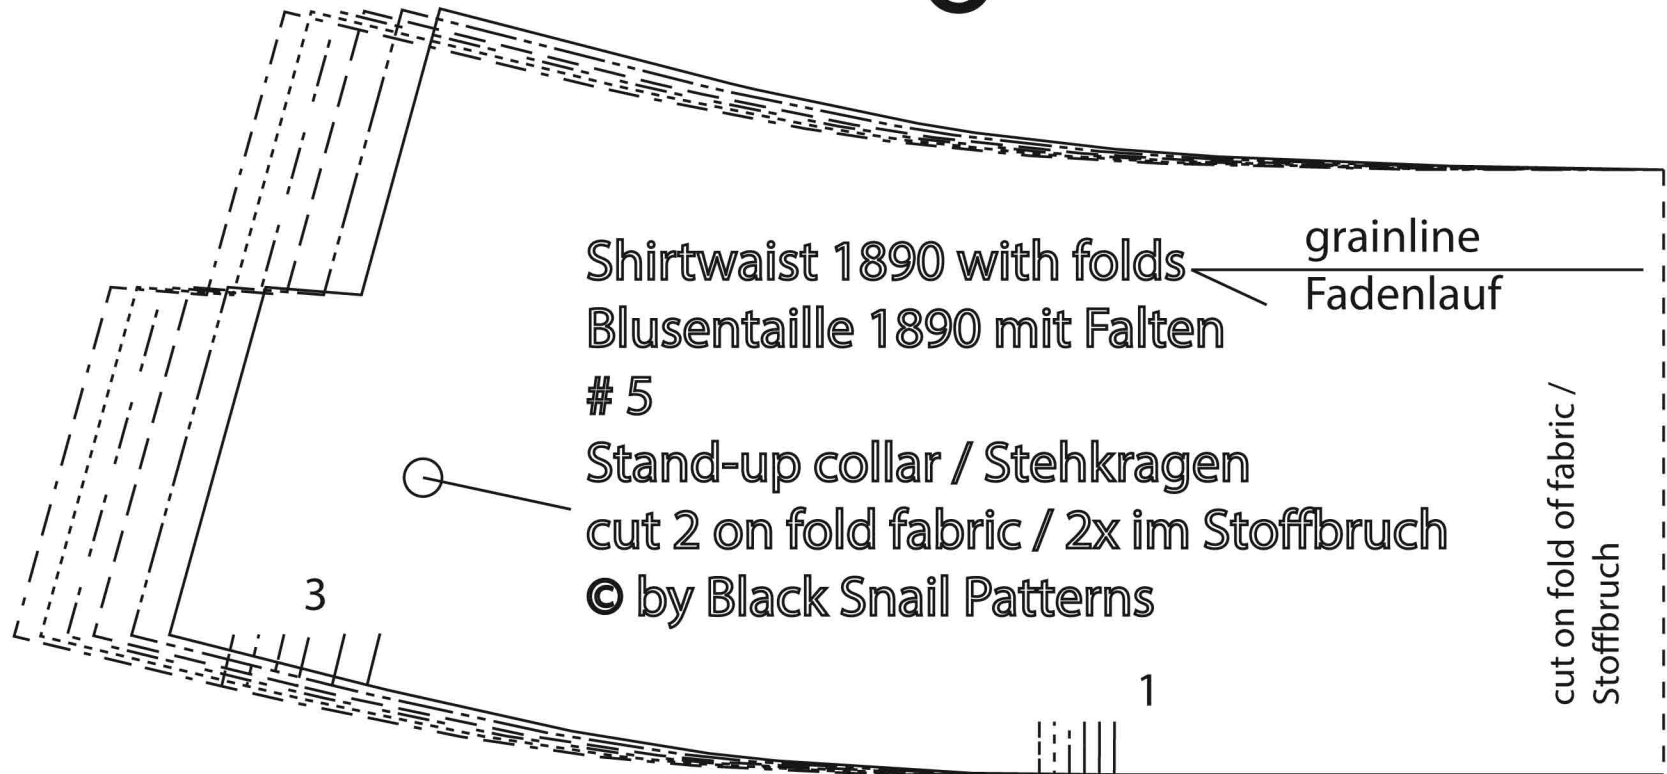 Shirtwaist 1890 with folds
Blusentaille 1890 mit Falten
# 5
Stand-up collar / Stehkragen
cut 2 on fold fabric / 2x im Stoffbruch
© by Black Snail Patterns
grainline
Fadenlauf
cut on fold of fabric /
Stoffbruch
3
1